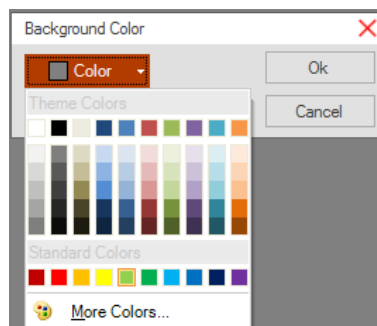 Background Color
Color
Ok
Theme Colors
Cancel
Standard Colors
More Colors...